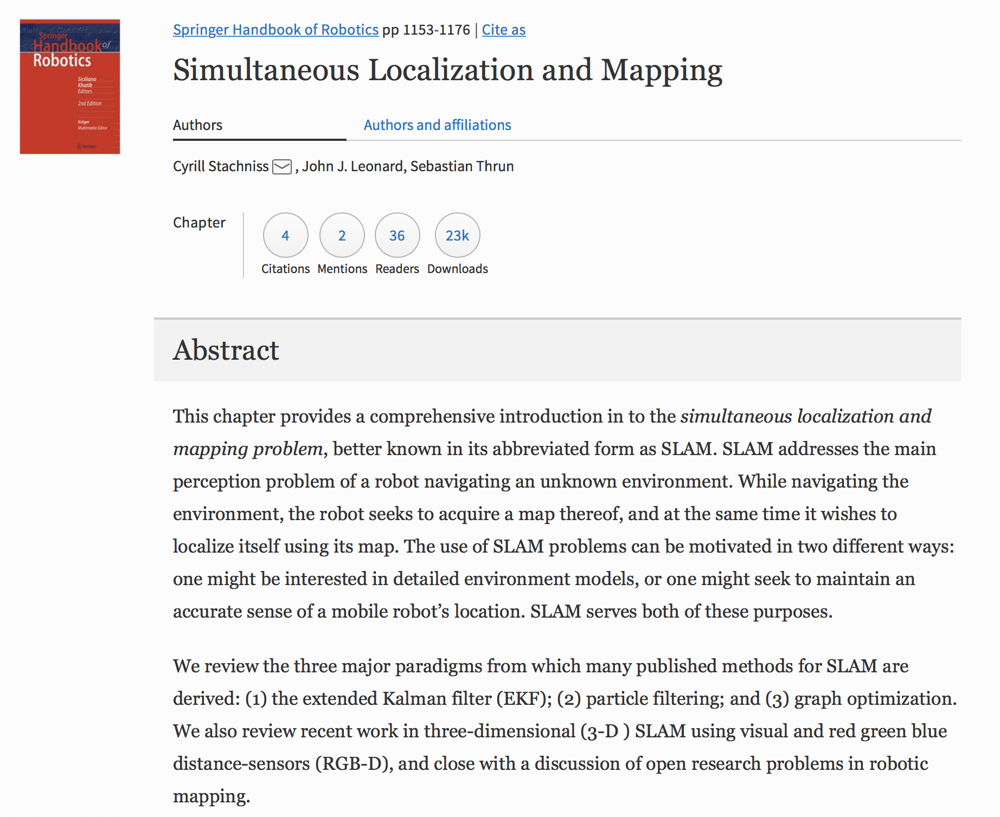 Springer
Handbook of
Robotics
Siciliano
Khatib
Editors
2nd Edition
Kröger
Multimedia Editor
Springer
Springer Handbook of Robotics pp 1153-1176 | Cite as
Simultaneous Localization and Mapping
Authors Authors and affiliations
Cyrill Stachniss , John J. Leonard, Sebastian Thrun
Chapter
4 2 36 23k
Citations Mentions Readers Downloads
Abstract
This chapter provides a comprehensive introduction in to the simultaneous localization and
mapping problem, better known in its abbreviated form as SLAM. SLAM addresses the main
perception problem of a robot navigating an unknown environment. While navigating the
environment, the robot seeks to acquire a map thereof, and at the same time it wishes to
localize itself using its map. The use of SLAM problems can be motivated in two different ways:
one might be interested in detailed environment models, or one might seek to maintain an
accurate sense of a mobile robot’s location. SLAM serves both of these purposes.
We review the three major paradigms from which many published methods for SLAM are
derived: (1) the extended Kalman filter (EKF); (2) particle filtering; and (3) graph optimization.
We also review recent work in three-dimensional (3-D ) SLAM using visual and red green blue
distance-sensors (RGB-D), and close with a discussion of open research problems in robotic
mapping.